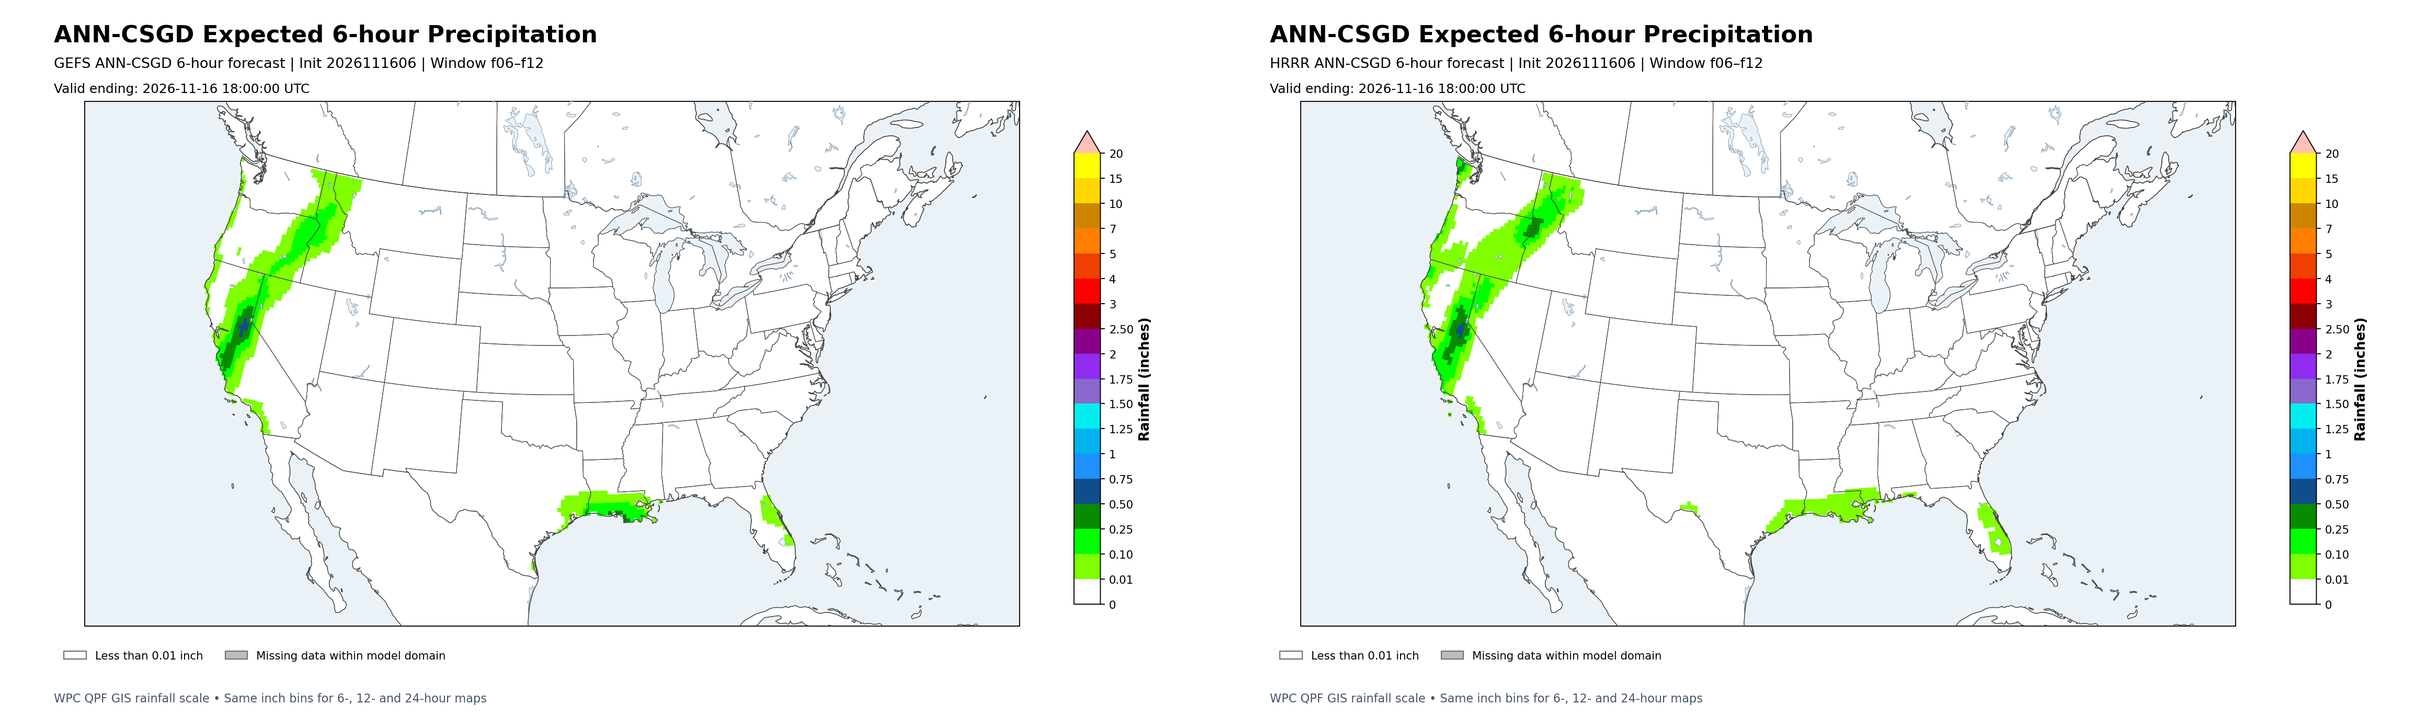 ANN-CSGD Expected 6-hour Precipitation
GEFS ANN-CSGD 6-hour forecast | Init 2026111606 | Window f06–f12
Valid ending: 2026-11-16 18:00:00 UTC
20
15
10
7
5
4
3
2.50
2
1.75
1.50
1.25
1
0.75
0.50
0.25
0.10
0.01
0
Rainfall (inches)
Less than 0.01 inch
Missing data within model domain
WPC QPF GIS rainfall scale • Same inch bins for 6-, 12- and 24-hour maps
ANN-CSGD Expected 6-hour Precipitation
HRRR ANN-CSGD 6-hour forecast | Init 2026111606 | Window f06–f12
Valid ending: 2026-11-16 18:00:00 UTC
20
15
10
7
5
4
3
2.50
2
1.75
1.50
1.25
1
0.75
0.50
0.25
0.10
0.01
0
Rainfall (inches)
Less than 0.01 inch
Missing data within model domain
WPC QPF GIS rainfall scale • Same inch bins for 6-, 12- and 24-hour maps